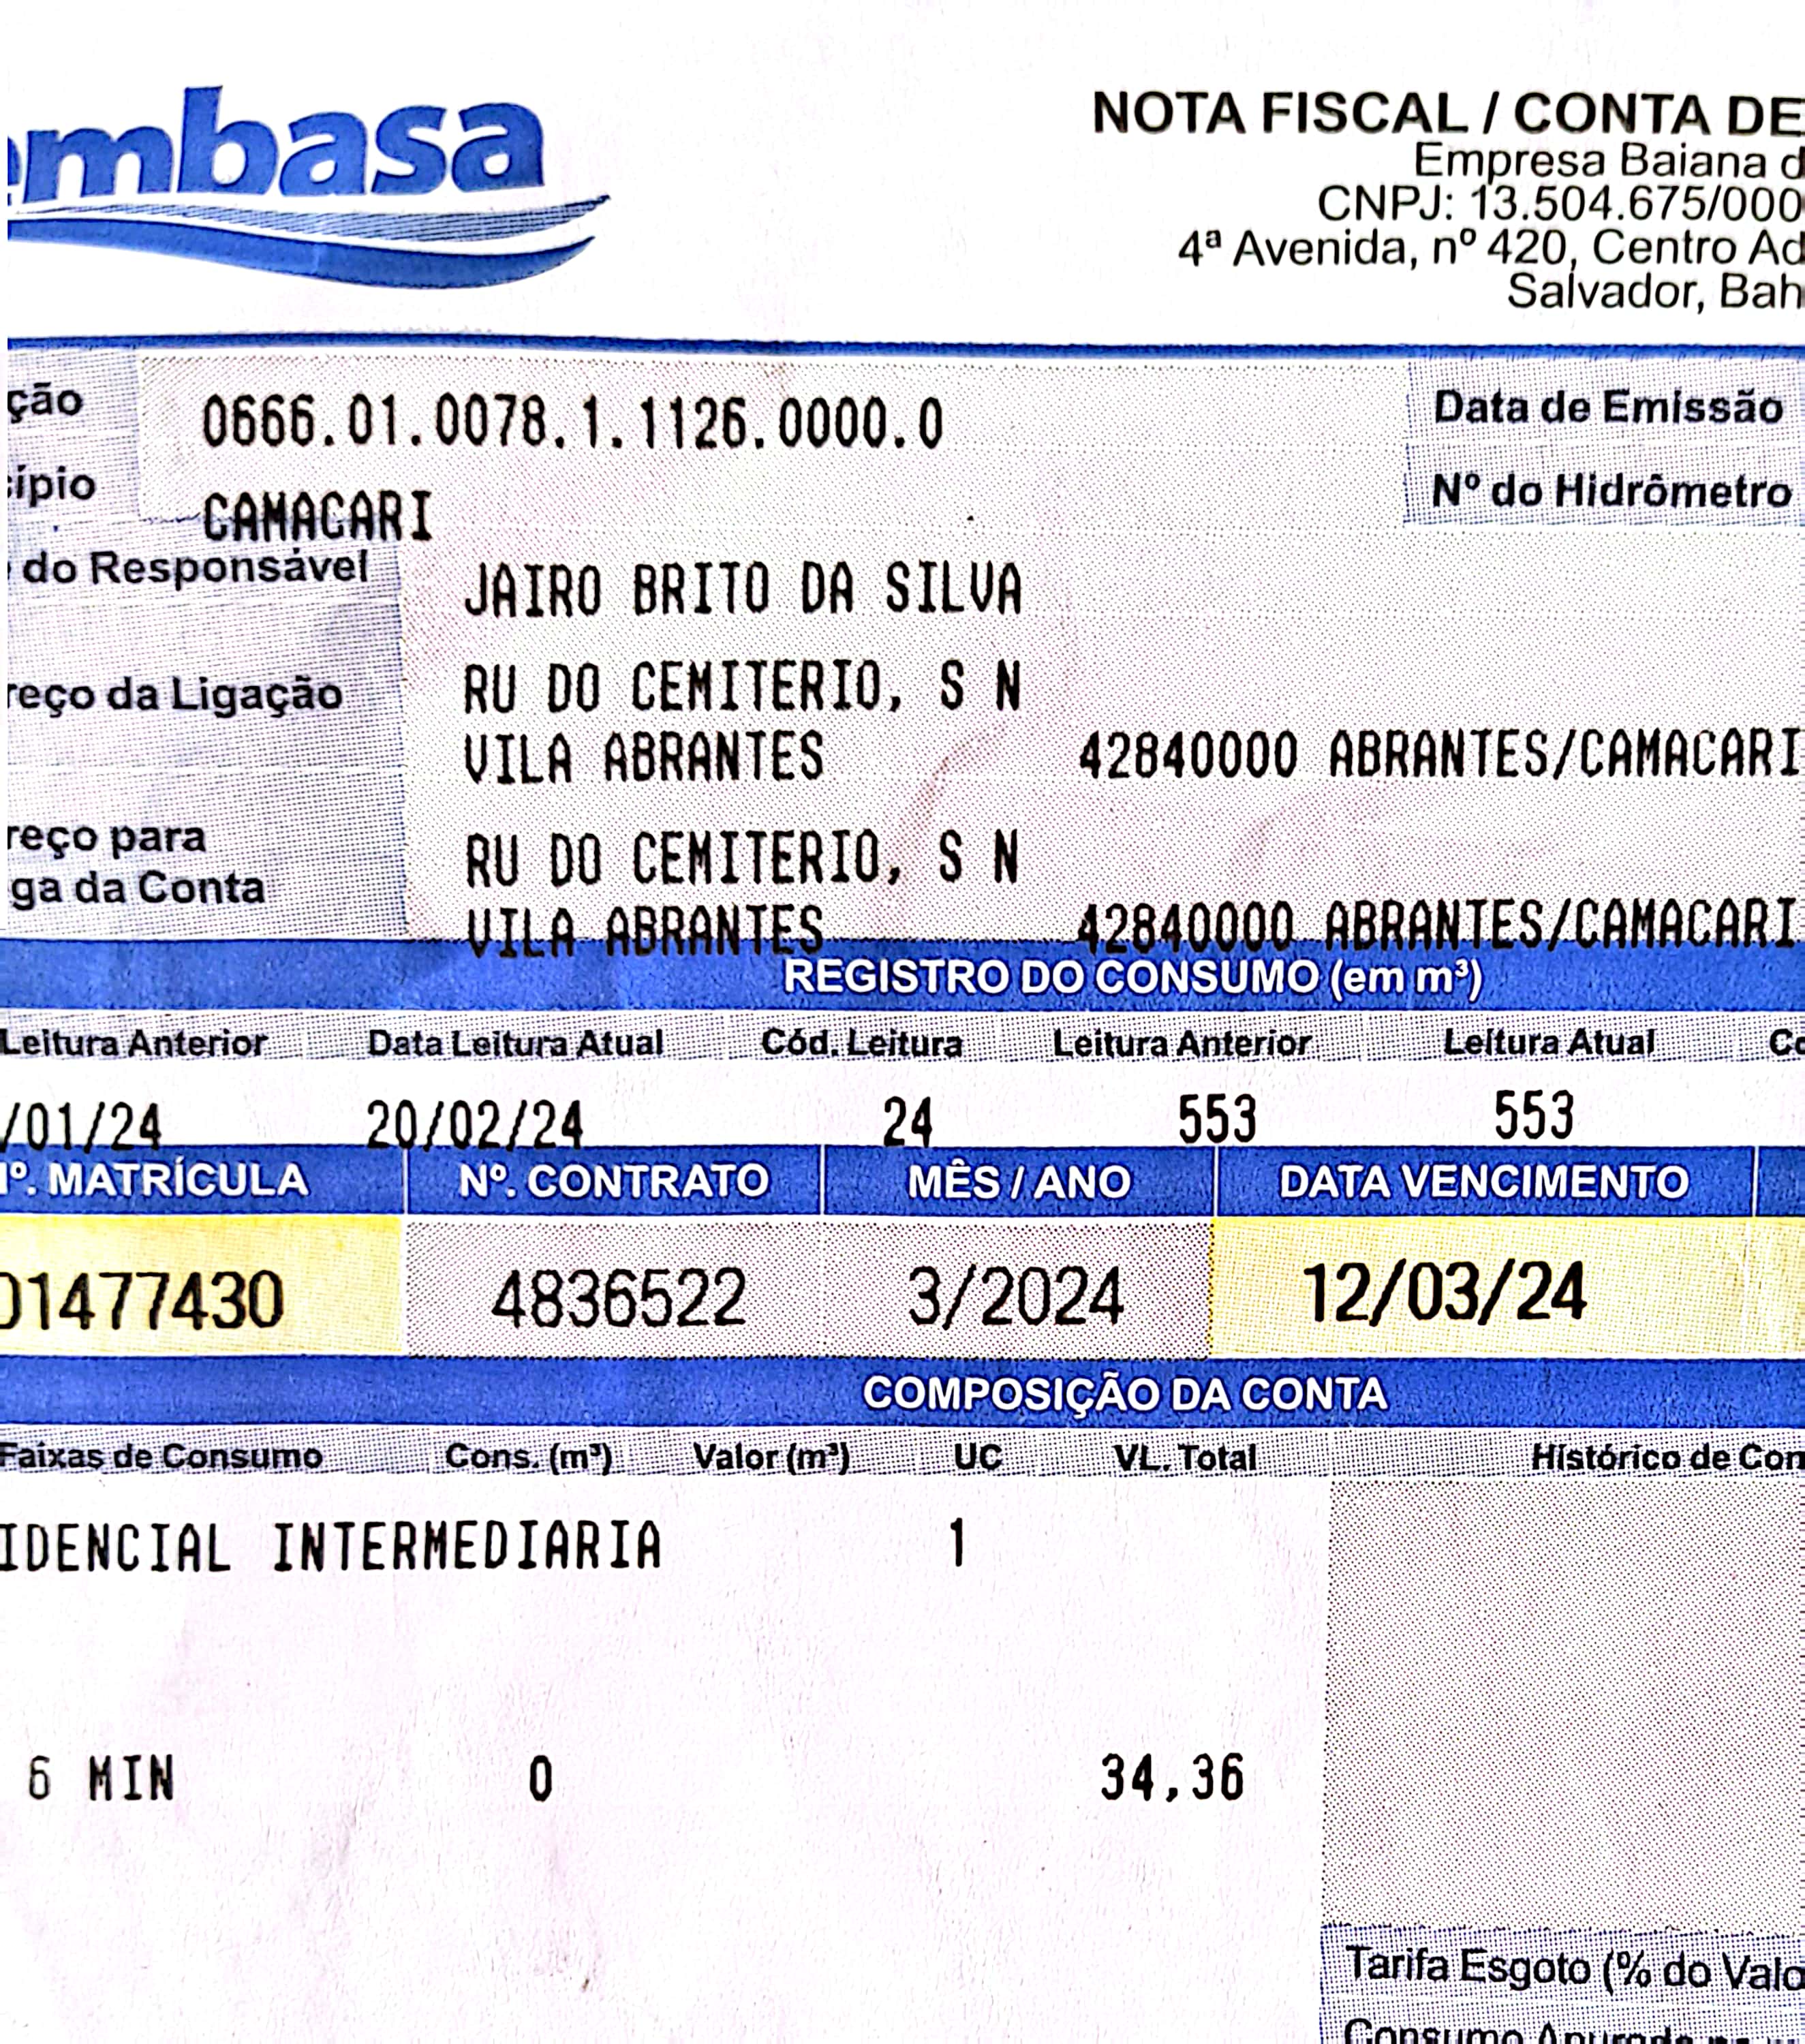 embasa
NOTA FISCAL / CONTA DE
Empresa Baiana d
CNPJ: 13.504.675/000
4ª Avenida, nº 420, Centro Ad
Salvador, Bah
ção 0666.01.0078.1.1126.0000.0 Data de Emissão
cípio CAMACARI Nº do Hidrômetro
do Responsável JAIRO BRITO DA SILVA
reço da Ligação RU DO CEMITERIO, S N
VILA ABRANTES 42840000 ABRANTES/CAMACARI
reço para
ga da Conta RU DO CEMITERIO, S N
VILA ABRANTES 42840000 ABRANTES/CAMACARI
REGISTRO DO CONSUMO (em m³)
Leitura Anterior Data Leitura Atual Cód. Leitura Leitura Anterior Leitura Atual Co
/01/24 20/02/24 24 553 553
Nº. MATRÍCULA Nº. CONTRATO MÊS / ANO DATA VENCIMENTO
01477430 4836522 3/2024 12/03/24
COMPOSIÇÃO DA CONTA
Faixas de Consumo Cons. (m³) Valor (m³) UC VL. Total Histórico de Con
IDENCIAL INTERMEDIARIA 1
6 MIN 0 34,36
Tarifa Esgoto (% do Valo